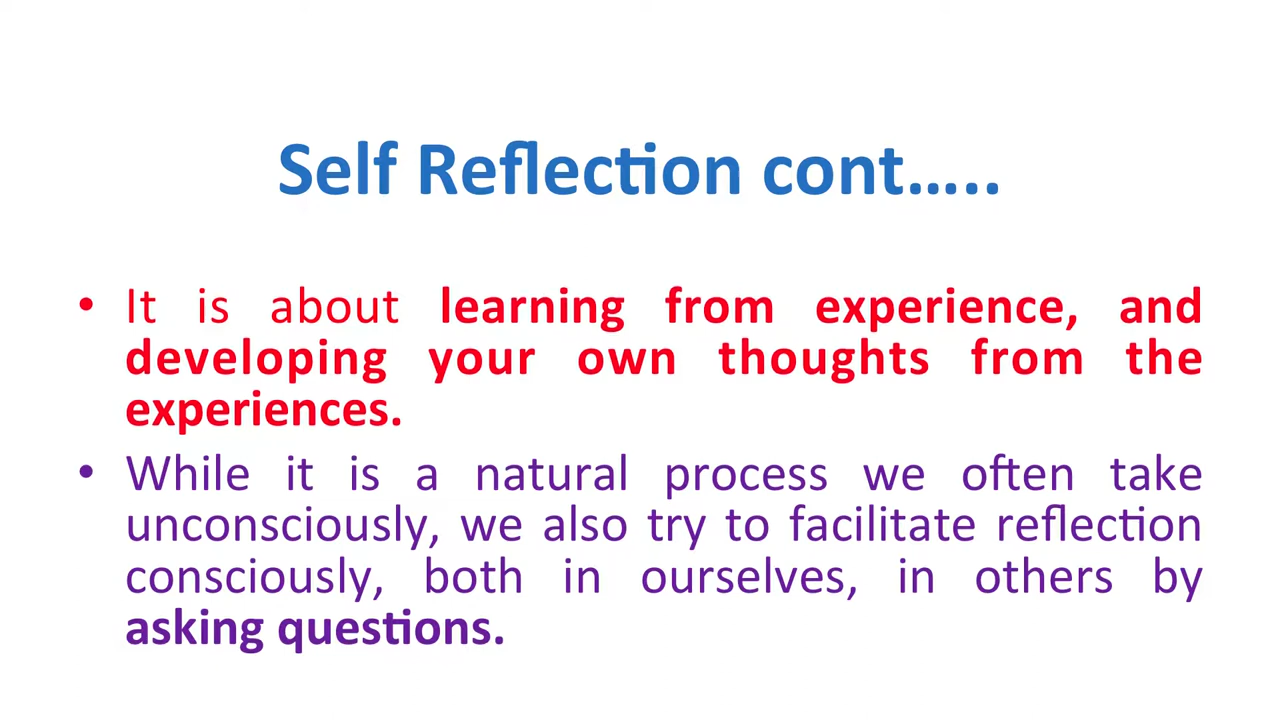 Self Reflection cont…..
• It is about learning from experience, and
developing your own thoughts from the
experiences.
• While it is a natural process we often take
unconsciously, we also try to facilitate reflection
consciously, both in ourselves, in others by
asking questions.